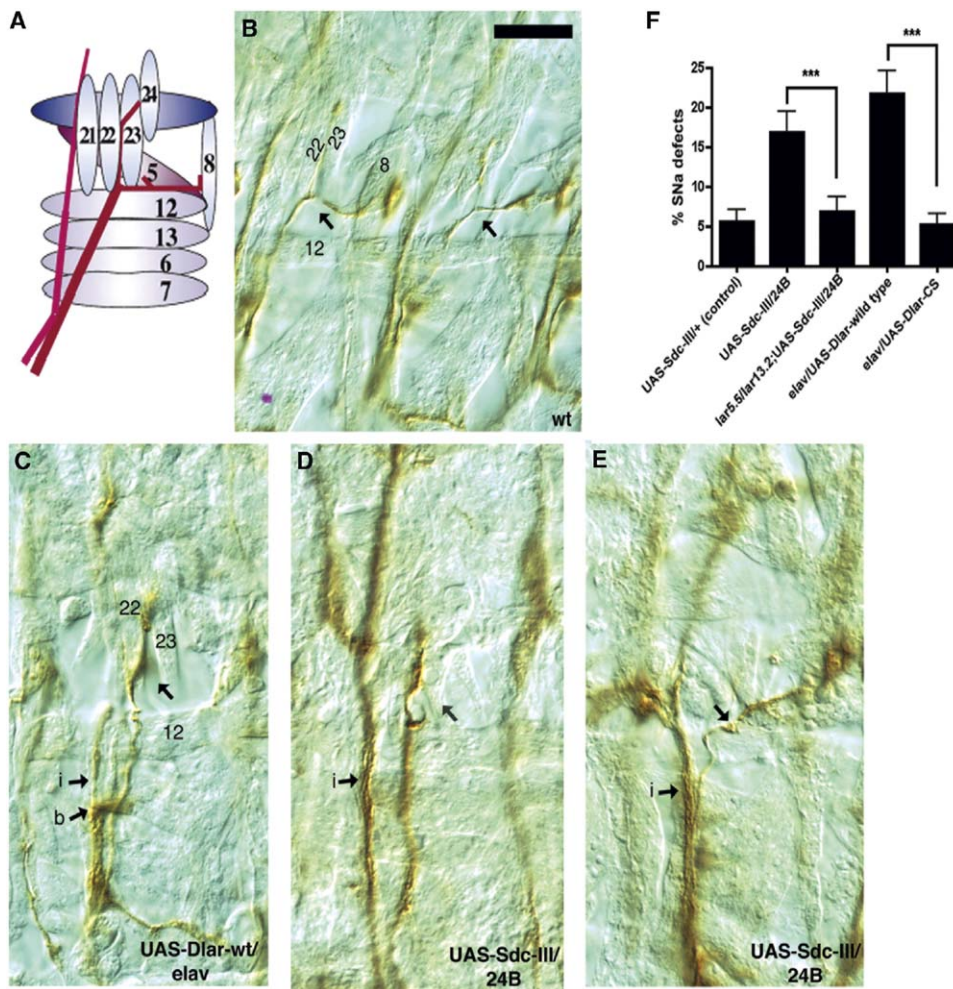 A
21
22
23
24
5
8
12
13
6
7
B
22
23
8
12
wt
F
% SNa defects
25
20
15
10
5
0
***
***
UAS-Sdc-III/+ (control)
UAS-Sdc-III/24B
lar5.5/lar13.2;UAS-Sdc-III/24B
elav/UAS-Dlar-wild type
elav/UAS-Dlar-CS
C
22
23
12
i
b
UAS-Dlar-wt/
elav
D
i
UAS-Sdc-III/
24B
E
i
UAS-Sdc-III/
24B